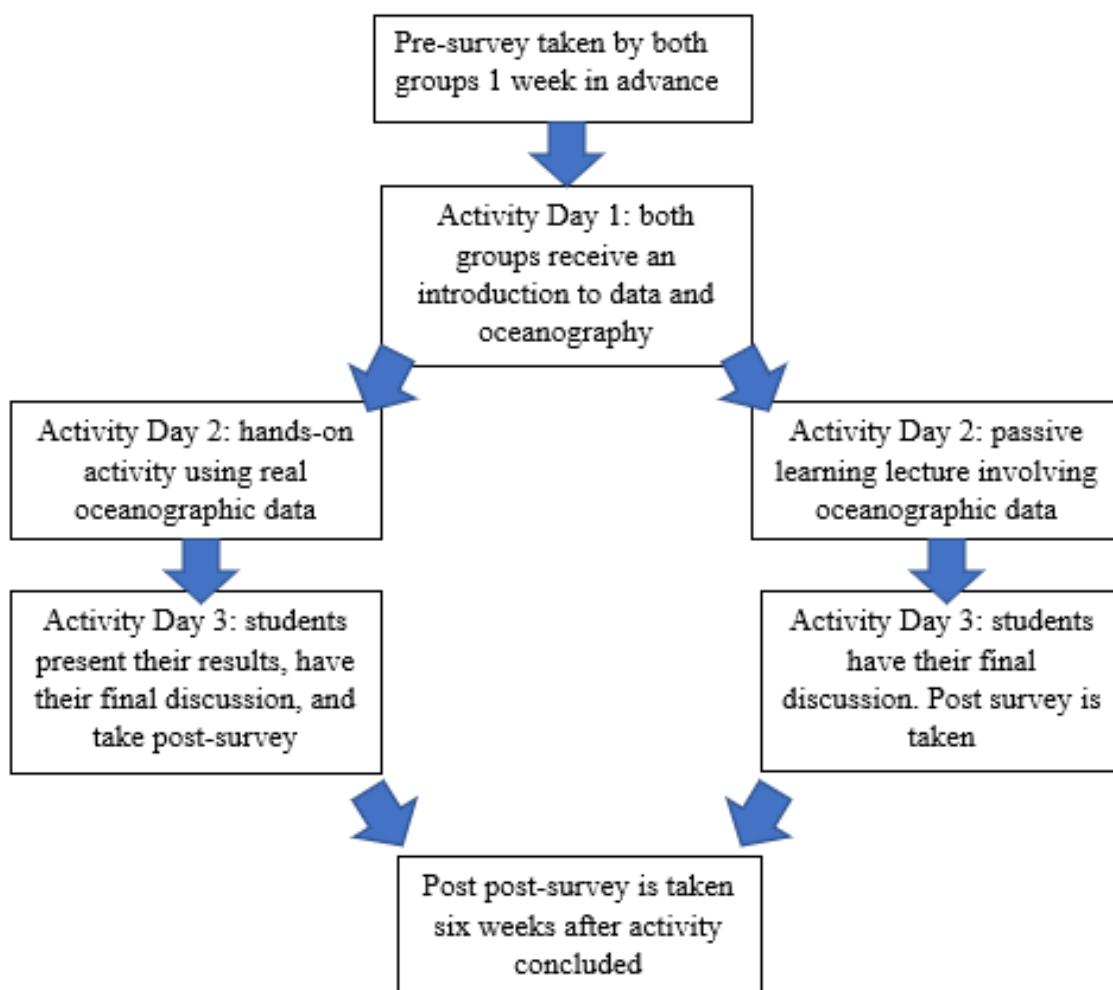 Pre-survey taken by both
groups 1 week in advance
Activity Day 1: both
groups receive an
introduction to data and
oceanography
Activity Day 2: hands-on
activity using real
oceanographic data
Activity Day 2: passive
learning lecture involving
oceanographic data
Activity Day 3: students
present their results, have
their final discussion, and
take post-survey
Activity Day 3: students
have their final
discussion. Post survey is
taken
Post post-survey is taken
six weeks after activity
concluded